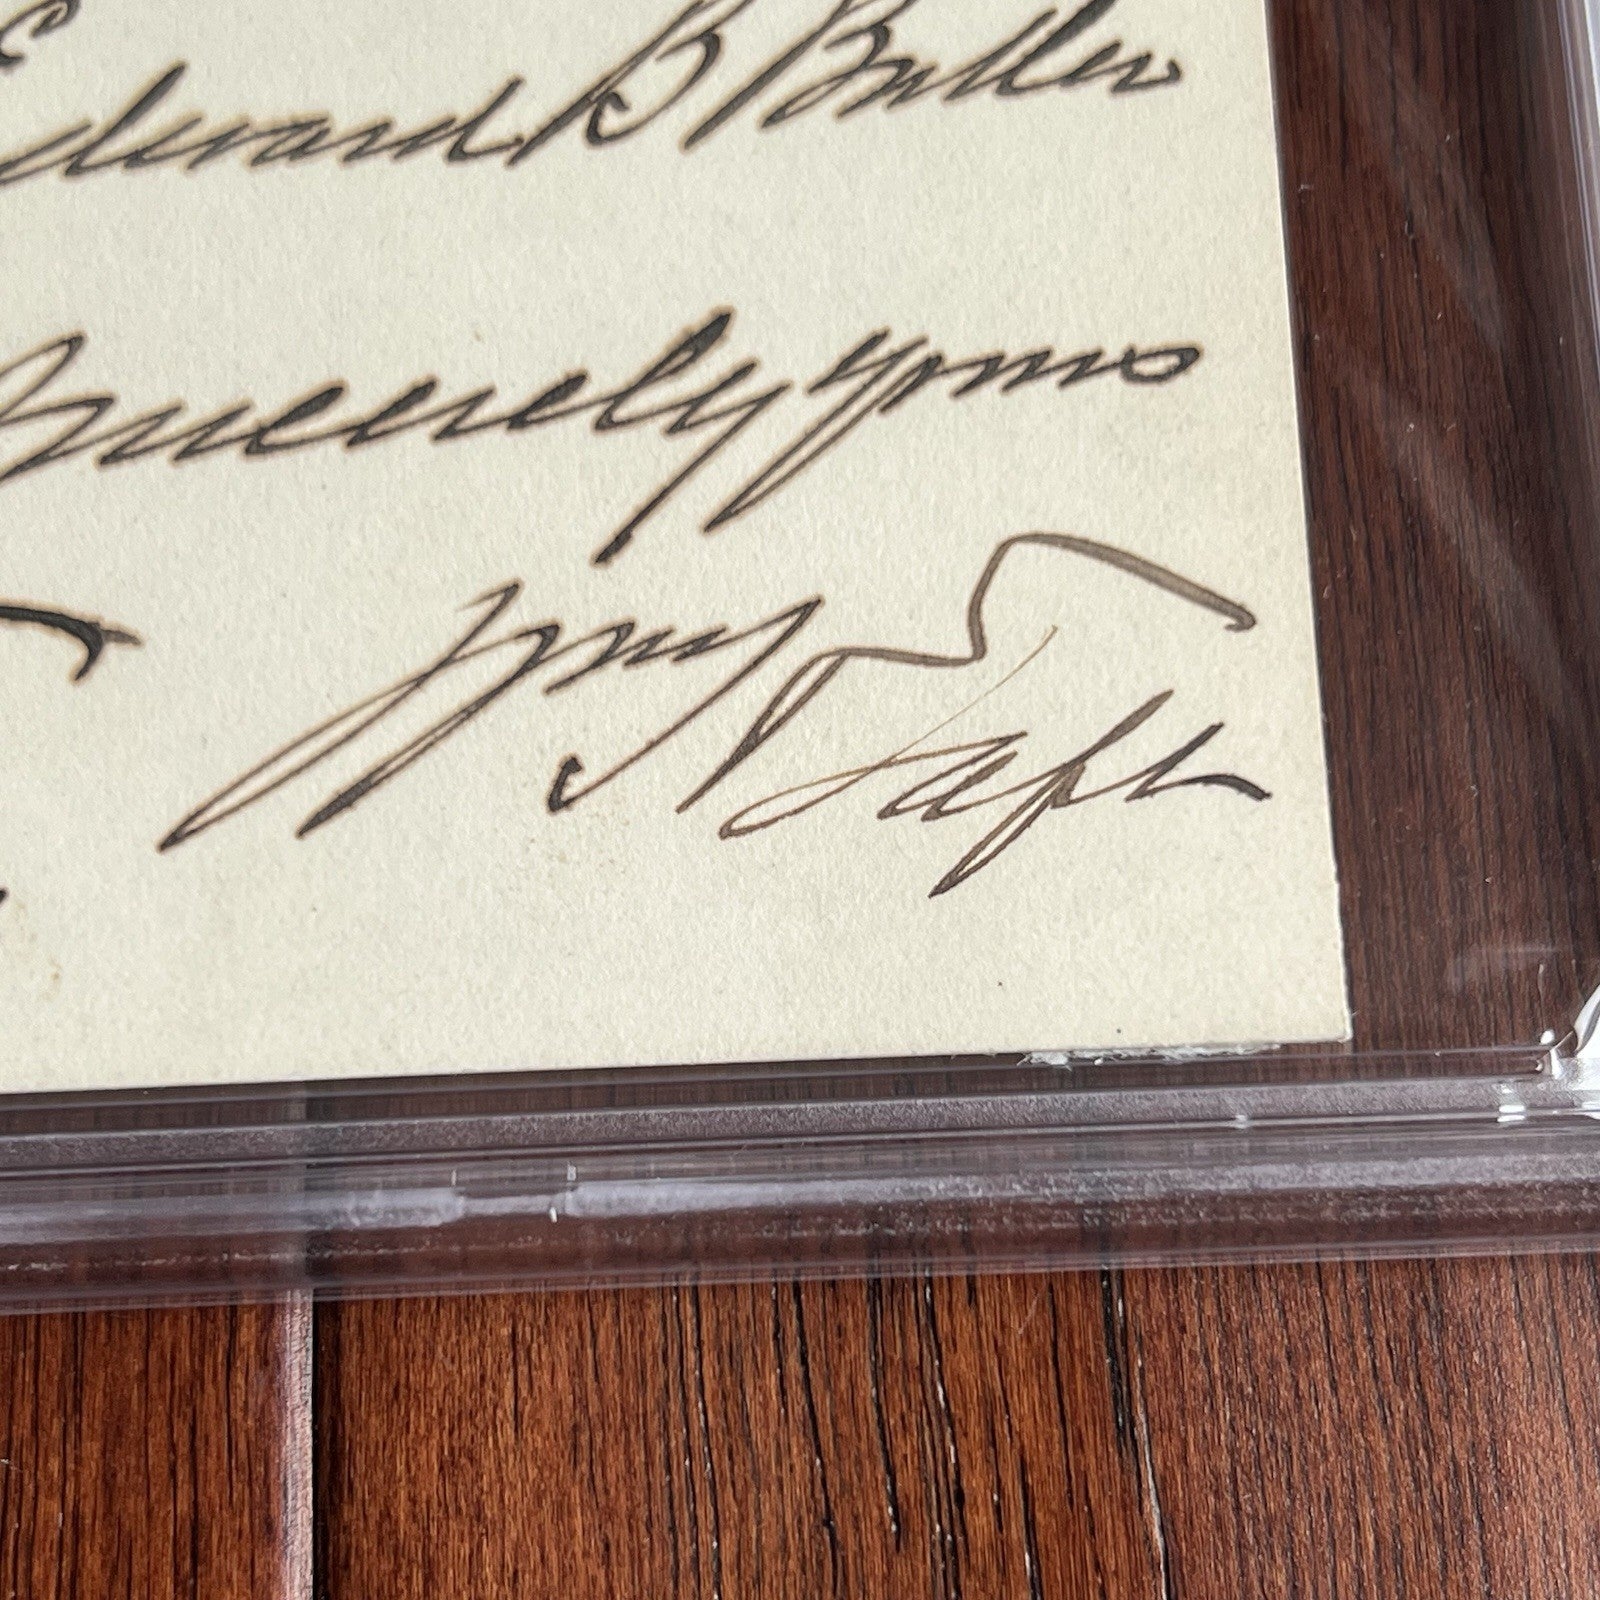 Edward B Butler
Sincerely yours
Wm H Taft